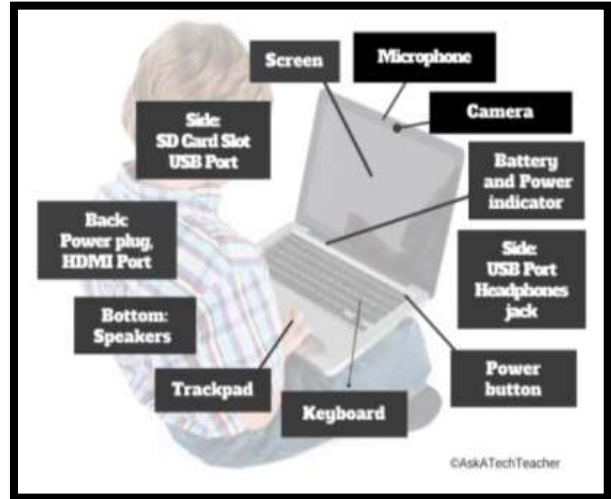 Screen
Microphone
Camera
Side:
SD Card Slot
USB Port
Battery
and Power
indicator
Back:
Power plug,
HDMI Port
Side:
USB Port
Headphones
jack
Bottom:
Speakers
Trackpad
Keyboard
Power
button
©AskATechTeacher